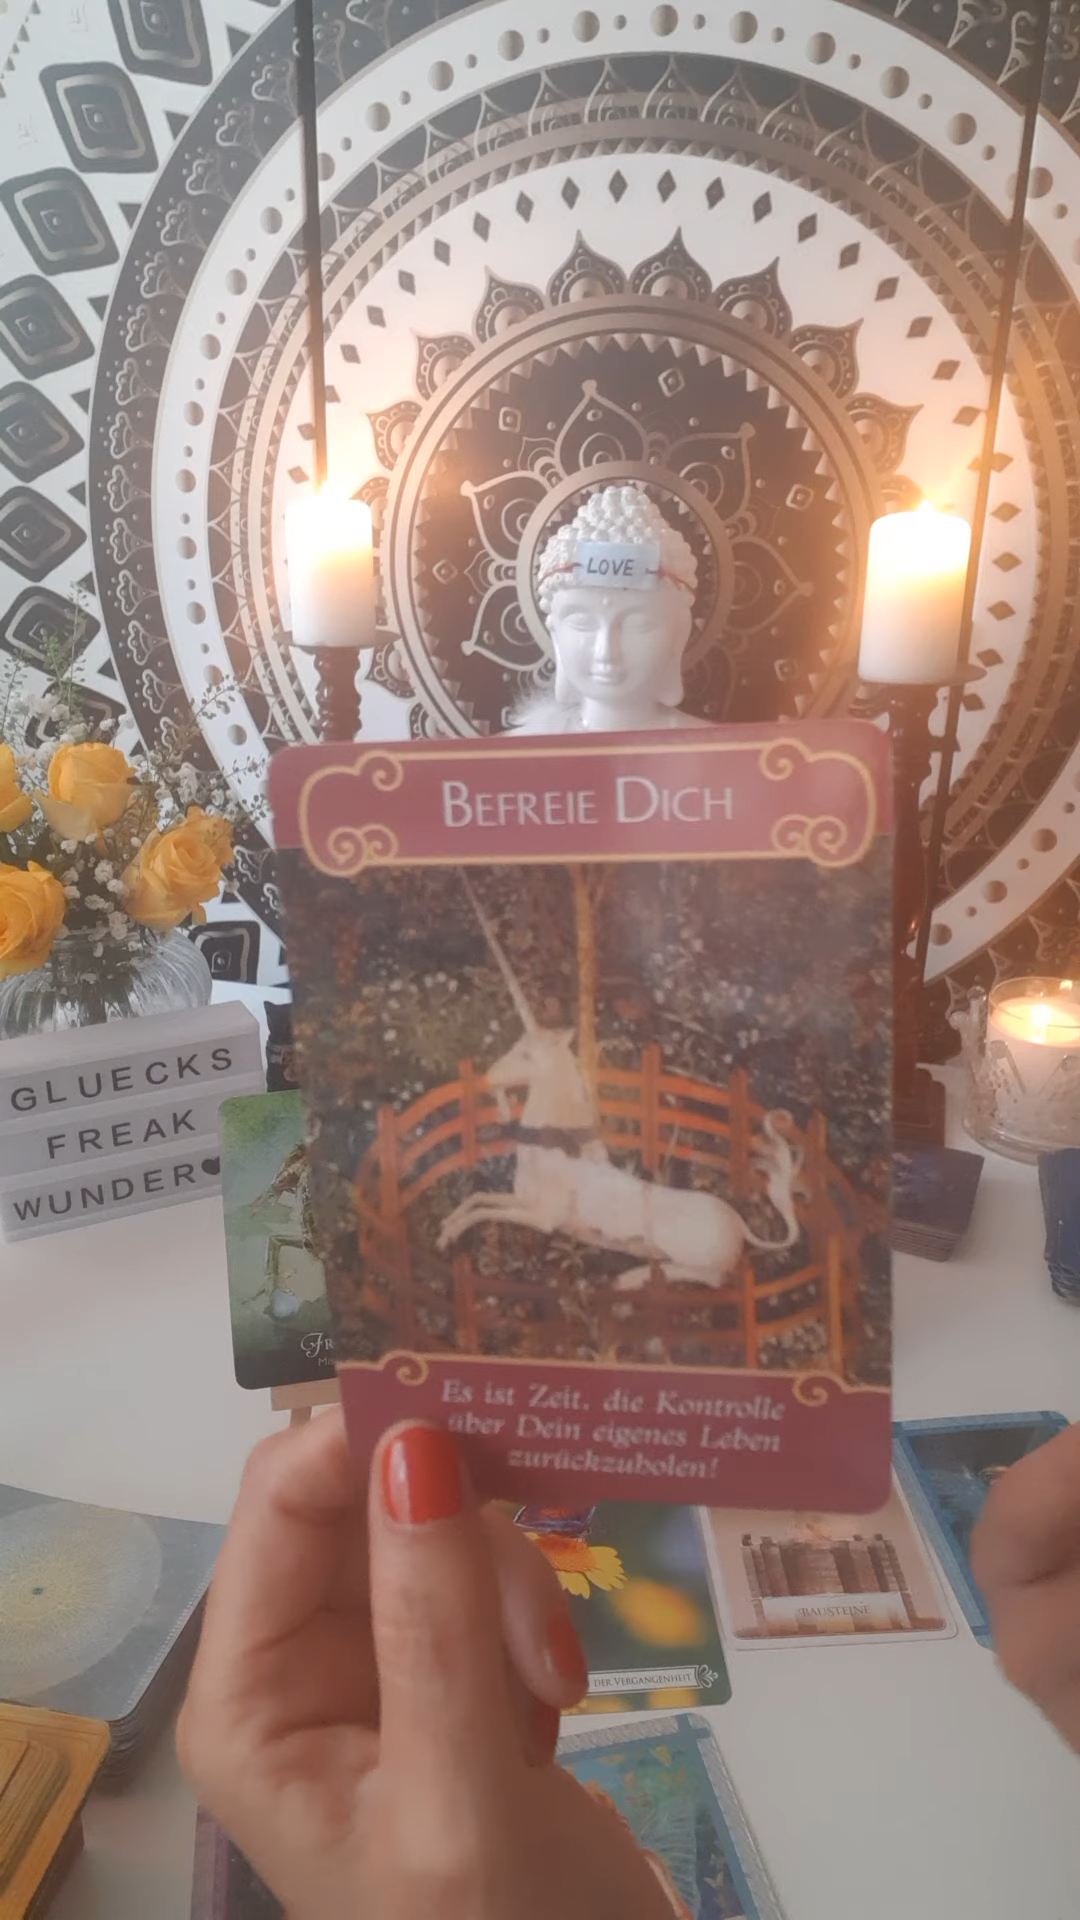 LOVE
BEFREIE DICH
GLUECKS
FREAK
WUNDER♥
Es ist Zeit, die Kontrolle
über Dein eigenes Leben
zurückzuholen!
BAUSTEINE
DER VERGANGENHEIT